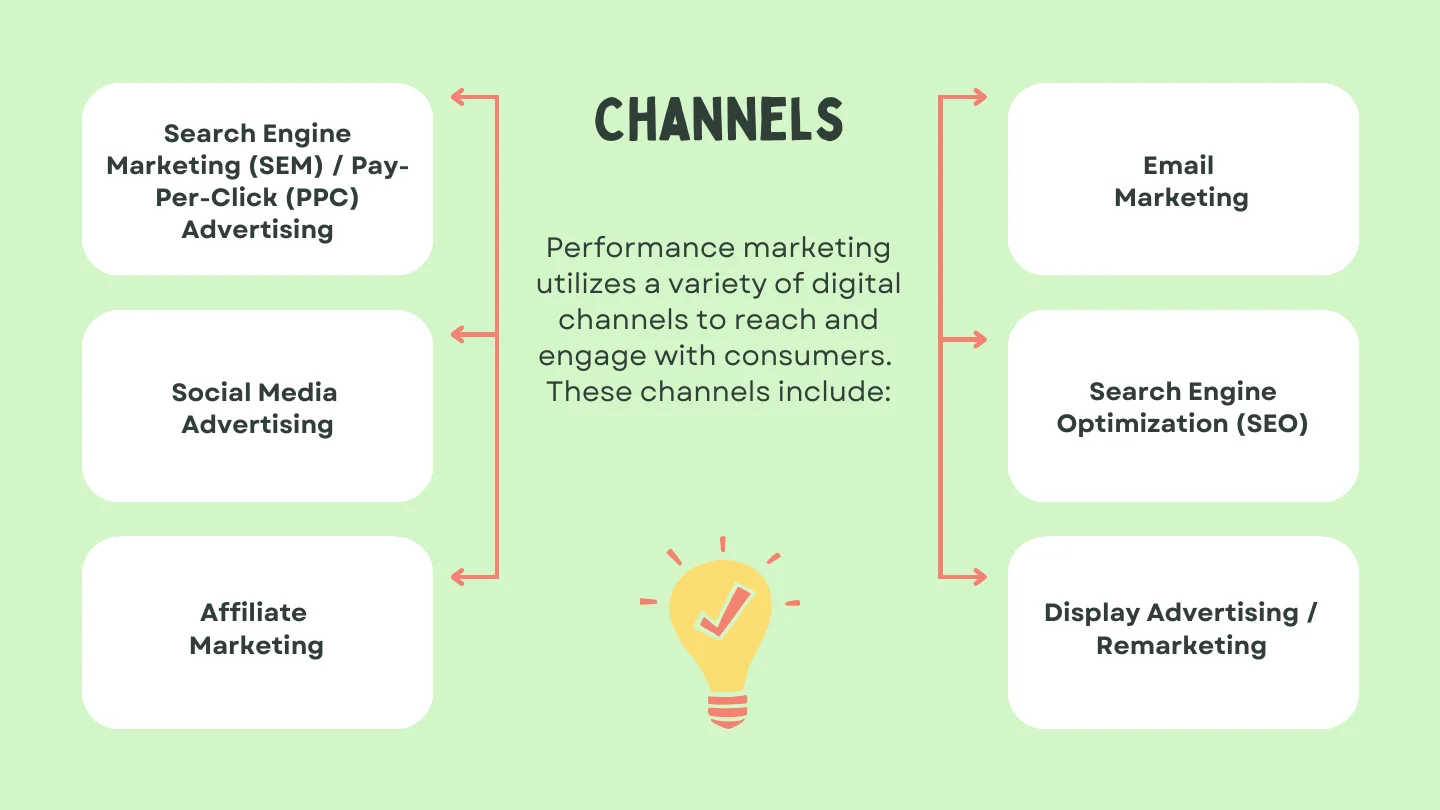 CHANNELS
Performance marketing
utilizes a variety of digital
channels to reach and
engage with consumers.
These channels include:
Search Engine
Marketing (SEM) / Pay-
Per-Click (PPC)
Advertising
Social Media
Advertising
Affiliate
Marketing
Email
Marketing
Search Engine
Optimization (SEO)
Display Advertising /
Remarketing